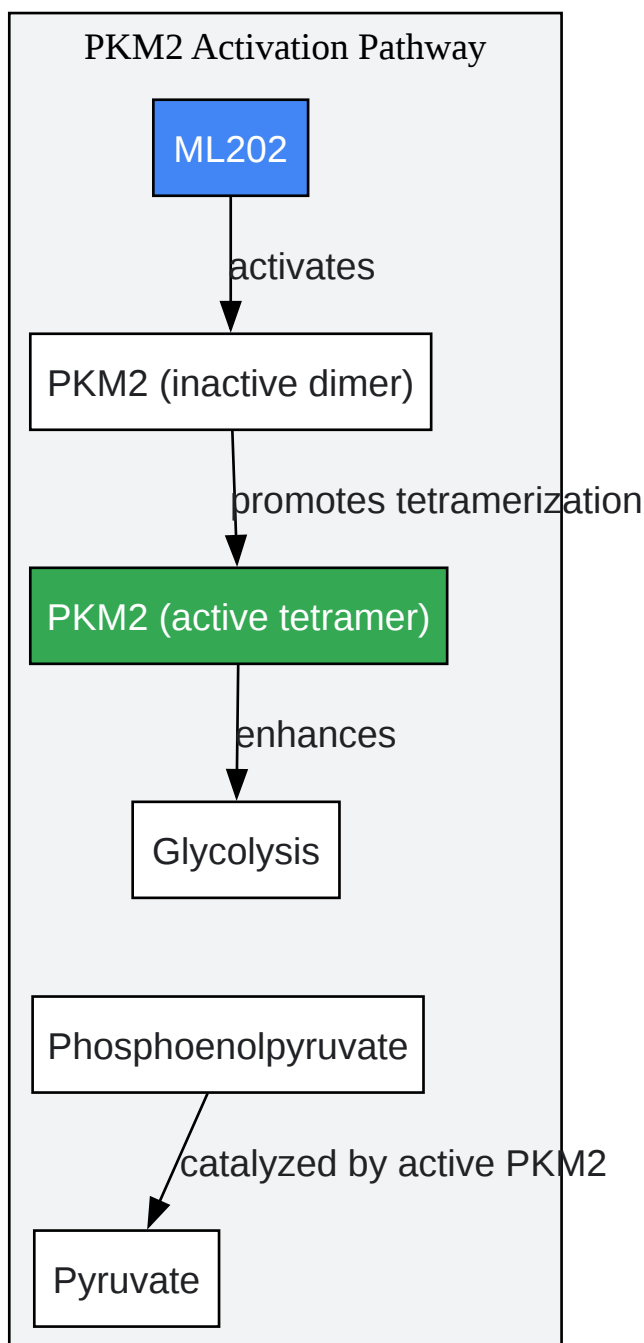 PKM2 Activation Pathway
ML202
activates
PKM2 (inactive dimer)
promotes tetramerization
PKM2 (active tetramer)
enhances
Glycolysis
Phosphoenolpyruvate
catalyzed by active PKM2
Pyruvate